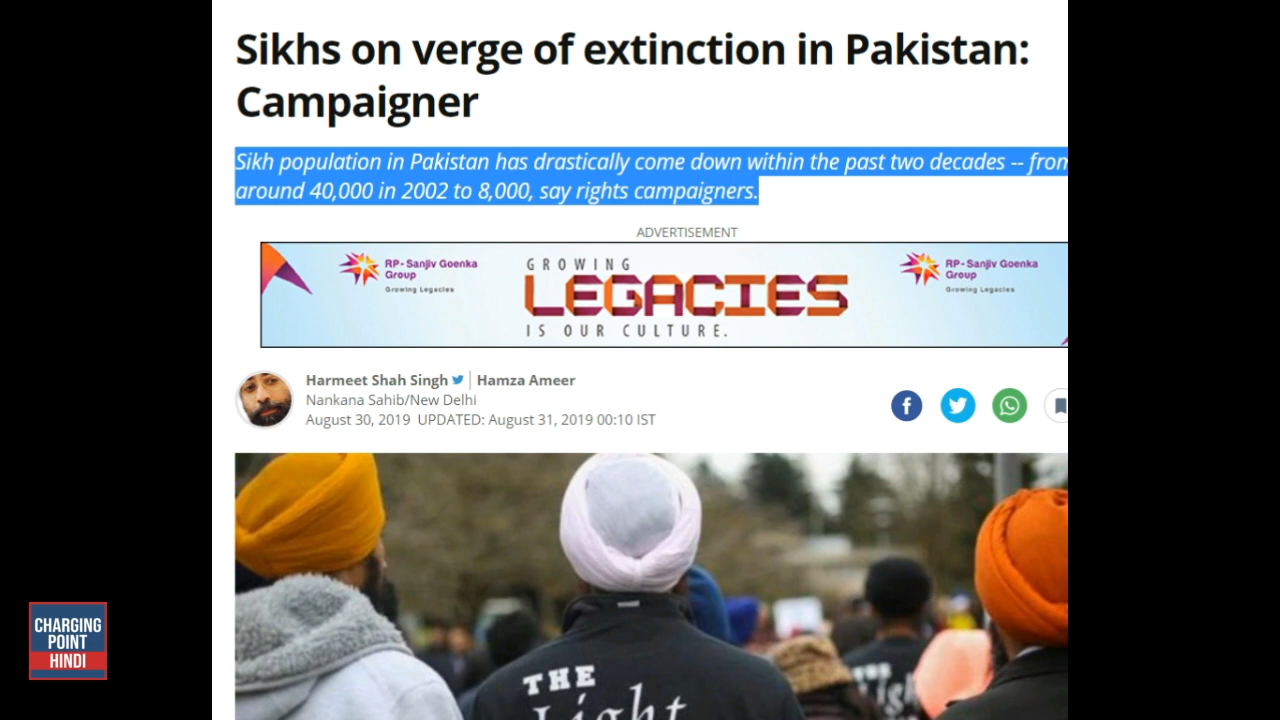 Sikhs on verge of extinction in Pakistan:
Campaigner
Sikh population in Pakistan has drastically come down within the past two decades -- from
around 40,000 in 2002 to 8,000, say rights campaigners.
ADVERTISEMENT
RP-Sanjiv Goenka
Group
Growing Legacies
GROWING
LEGACIES
IS OUR CULTURE.
RP-Sanjiv Goenka
Group
Growing Legacies
Harmeet Shah Singh | Hamza Ameer
Nankana Sahib/New Delhi
August 30, 2019 UPDATED: August 31, 2019 00:10 IST
THE
Light
THE
Light
CHARGING
POINT
HINDI